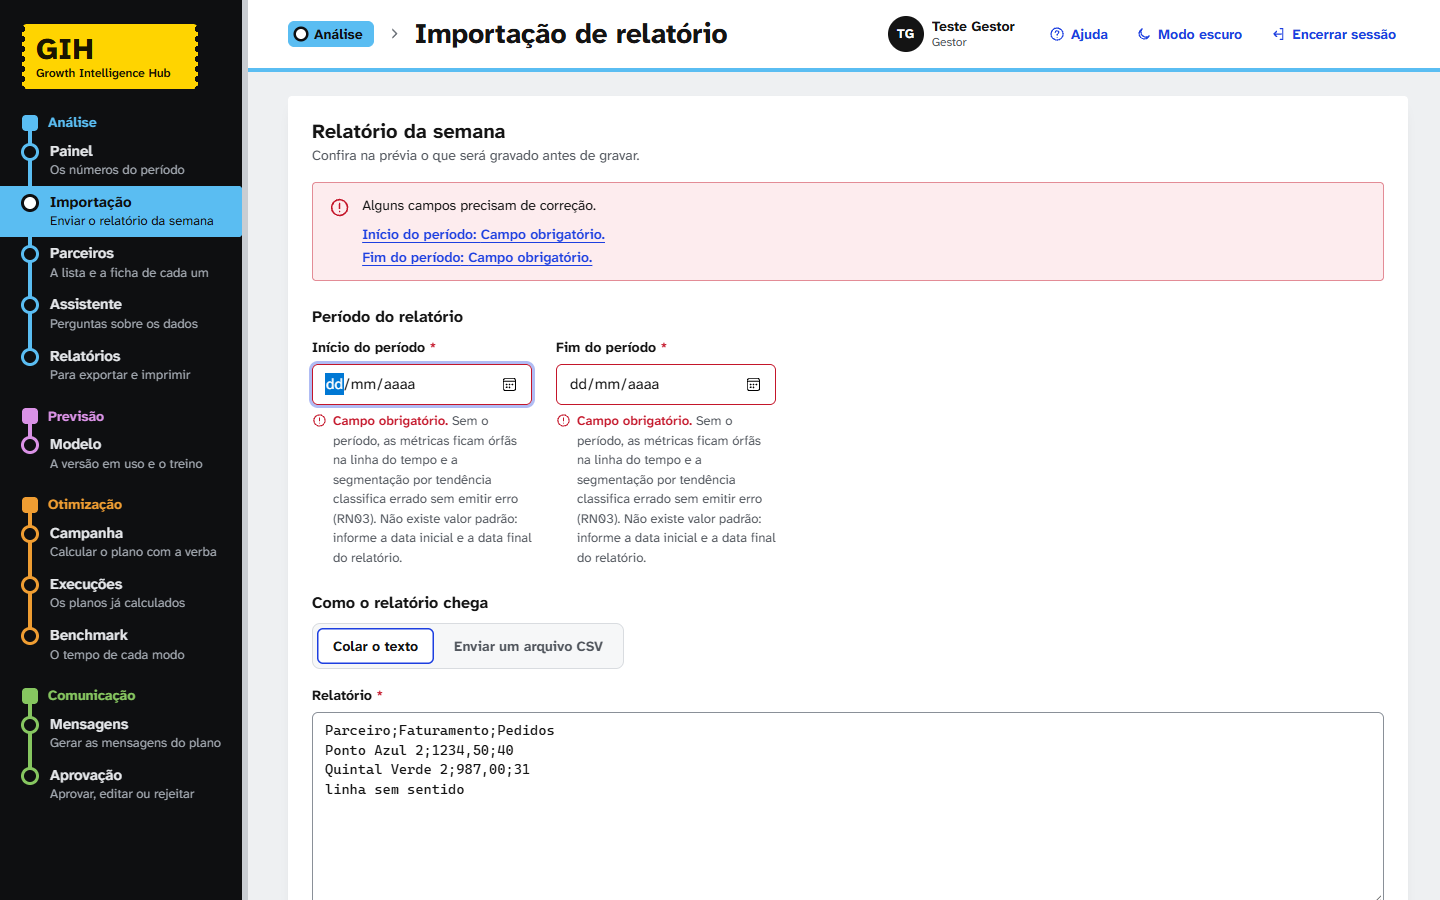 GIH
Growth Intelligence Hub
Análise
Painel
Os números do período
Importação
Enviar o relatório da semana
Parceiros
A lista e a ficha de cada um
Assistente
Perguntas sobre os dados
Relatórios
Para exportar e imprimir
Previsão
Modelo
A versão em uso e o treino
Otimização
Campanha
Calcular o plano com a verba
Execuções
Os planos já calculados
Benchmark
O tempo de cada modo
Comunicação
Mensagens
Gerar as mensagens do plano
Aprovação
Aprovar, editar ou rejeitar
Análise
Importação de relatório
TG
Teste Gestor
Gestor
Ajuda
Modo escuro
Encerrar sessão
Relatório da semana
Confira na prévia o que será gravado antes de gravar.
Alguns campos precisam de correção.
Início do período: Campo obrigatório.
Fim do período: Campo obrigatório.
Período do relatório
Início do período *
dd/mm/aaaa
Campo obrigatório. Sem o
período, as métricas ficam órfãs
na linha do tempo e a
segmentação por tendência
classifica errado sem emitir erro
(RN03). Não existe valor padrão:
informe a data inicial e a data final
do relatório.
Fim do período *
dd/mm/aaaa
Campo obrigatório. Sem o
período, as métricas ficam órfãs
na linha do tempo e a
segmentação por tendência
classifica errado sem emitir erro
(RN03). Não existe valor padrão:
informe a data inicial e a data final
do relatório.
Como o relatório chega
Colar o texto
Enviar um arquivo CSV
Relatório *
Parceiro;Faturamento;Pedidos
Ponto Azul 2;1234,50;40
Quintal Verde 2;987,00;31
linha sem sentido